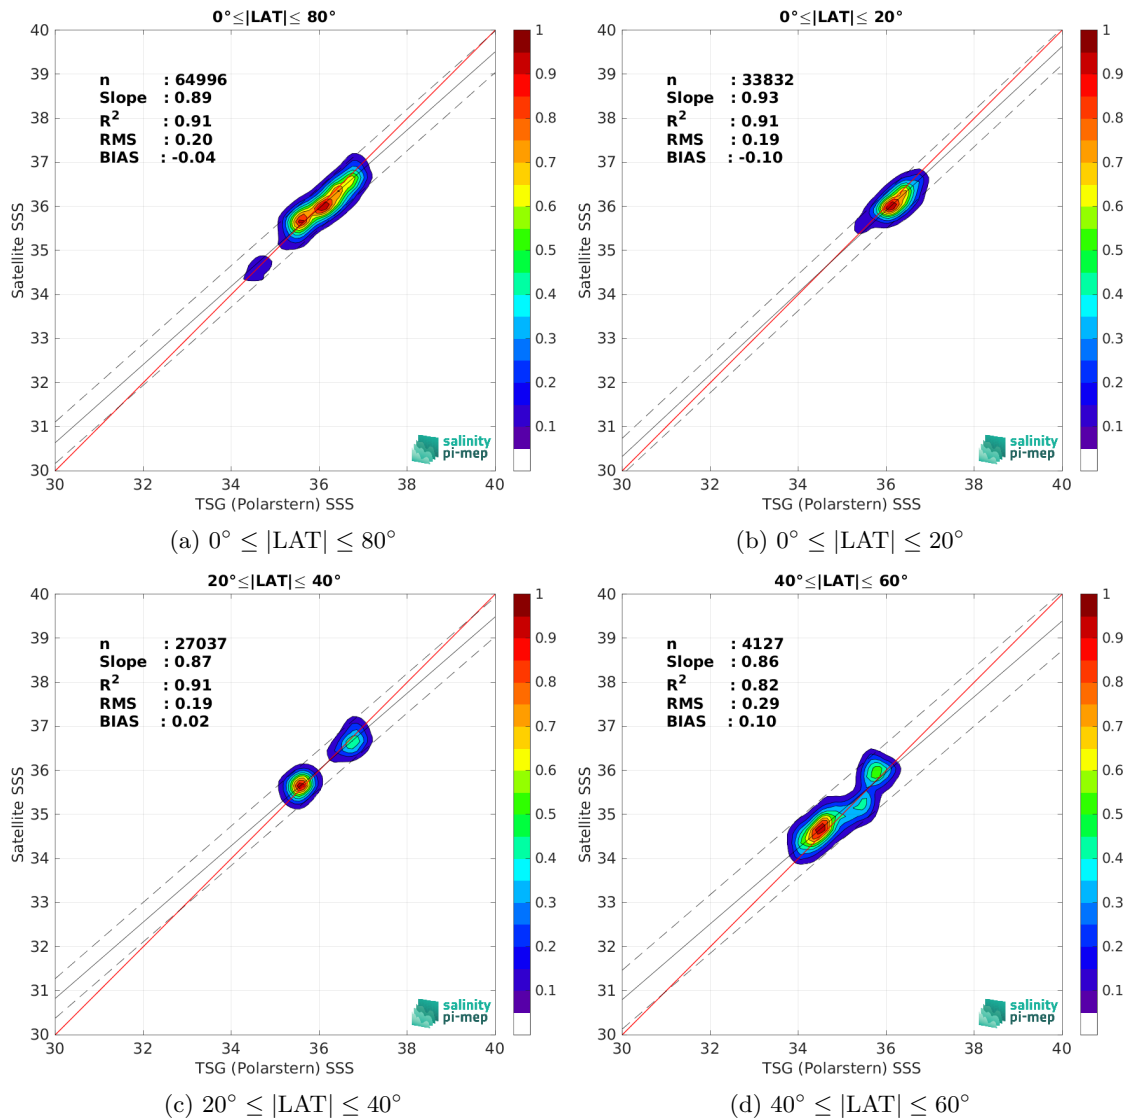 0°≤|LAT|≤ 80°
n : 64996
Slope : 0.89
R² : 0.91
RMS : 0.20
BIAS : -0.04
40
39
38
37
36
35
34
33
32
31
30
30 32 34 36 38 40
Satellite SSS
TSG (Polarstern) SSS
1
0.9
0.8
0.7
0.6
0.5
0.4
0.3
0.2
0.1
salinity
pi-mep
(a) 0° ≤ |LAT| ≤ 80°
0°≤|LAT|≤ 20°
n : 33832
Slope : 0.93
R² : 0.91
RMS : 0.19
BIAS : -0.10
40
39
38
37
36
35
34
33
32
31
30
30 32 34 36 38 40
Satellite SSS
TSG (Polarstern) SSS
1
0.9
0.8
0.7
0.6
0.5
0.4
0.3
0.2
0.1
salinity
pi-mep
(b) 0° ≤ |LAT| ≤ 20°
20°≤|LAT|≤ 40°
n : 27037
Slope : 0.87
R² : 0.91
RMS : 0.19
BIAS : 0.02
40
39
38
37
36
35
34
33
32
31
30
30 32 34 36 38 40
Satellite SSS
TSG (Polarstern) SSS
1
0.9
0.8
0.7
0.6
0.5
0.4
0.3
0.2
0.1
salinity
pi-mep
(c) 20° ≤ |LAT| ≤ 40°
40°≤|LAT|≤ 60°
n : 4127
Slope : 0.86
R² : 0.82
RMS : 0.29
BIAS : 0.10
40
39
38
37
36
35
34
33
32
31
30
30 32 34 36 38 40
Satellite SSS
TSG (Polarstern) SSS
1
0.9
0.8
0.7
0.6
0.5
0.4
0.3
0.2
0.1
salinity
pi-mep
(d) 40° ≤ |LAT| ≤ 60°